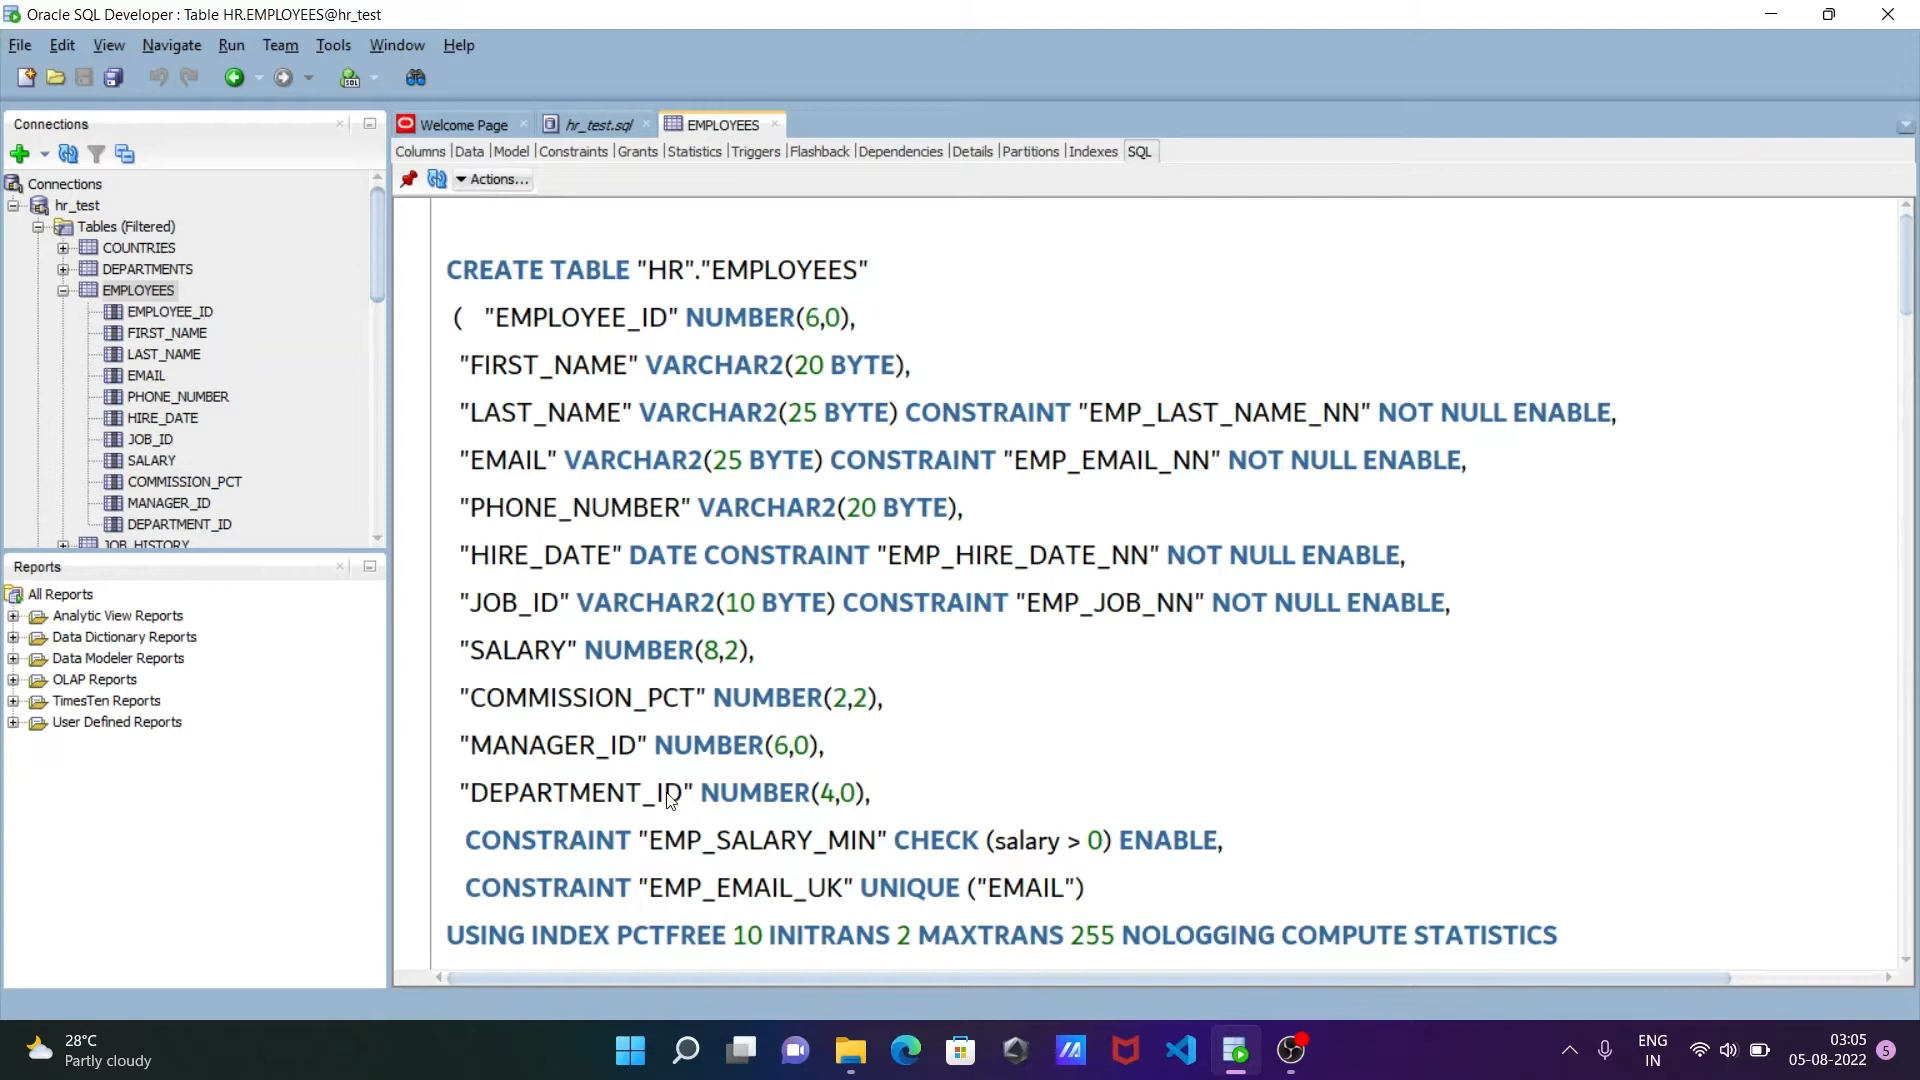 Oracle SQL Developer : Table HR.EMPLOYEES@hr_test
File Edit View Navigate Run Team Tools Window Help
Connections
Connections
hr_test
Tables (Filtered)
COUNTRIES
DEPARTMENTS
EMPLOYEES
EMPLOYEE_ID
FIRST_NAME
LAST_NAME
EMAIL
PHONE_NUMBER
HIRE_DATE
JOB_ID
SALARY
COMMISSION_PCT
MANAGER_ID
DEPARTMENT_ID
JOB_HISTORY
Reports
All Reports
Analytic View Reports
Data Dictionary Reports
Data Modeler Reports
OLAP Reports
TimesTen Reports
User Defined Reports
Welcome Page hr_test.sql EMPLOYEES
Columns |Data |Model |Constraints |Grants |Statistics |Triggers |Flashback |Dependencies |Details |Partitions |Indexes |SQL
Actions...
CREATE TABLE "HR"."EMPLOYEES"
( "EMPLOYEE_ID" NUMBER(6,0),
"FIRST_NAME" VARCHAR2(20 BYTE),
"LAST_NAME" VARCHAR2(25 BYTE) CONSTRAINT "EMP_LAST_NAME_NN" NOT NULL ENABLE,
"EMAIL" VARCHAR2(25 BYTE) CONSTRAINT "EMP_EMAIL_NN" NOT NULL ENABLE,
"PHONE_NUMBER" VARCHAR2(20 BYTE),
"HIRE_DATE" DATE CONSTRAINT "EMP_HIRE_DATE_NN" NOT NULL ENABLE,
"JOB_ID" VARCHAR2(10 BYTE) CONSTRAINT "EMP_JOB_NN" NOT NULL ENABLE,
"SALARY" NUMBER(8,2),
"COMMISSION_PCT" NUMBER(2,2),
"MANAGER_ID" NUMBER(6,0),
"DEPARTMENT_ID" NUMBER(4,0),
CONSTRAINT "EMP_SALARY_MIN" CHECK (salary > 0) ENABLE,
CONSTRAINT "EMP_EMAIL_UK" UNIQUE ("EMAIL")
USING INDEX PCTFREE 10 INITRANS 2 MAXTRANS 255 NOLOGGING COMPUTE STATISTICS
28°C
Partly cloudy
ENG
IN
03:05
05-08-2022
5